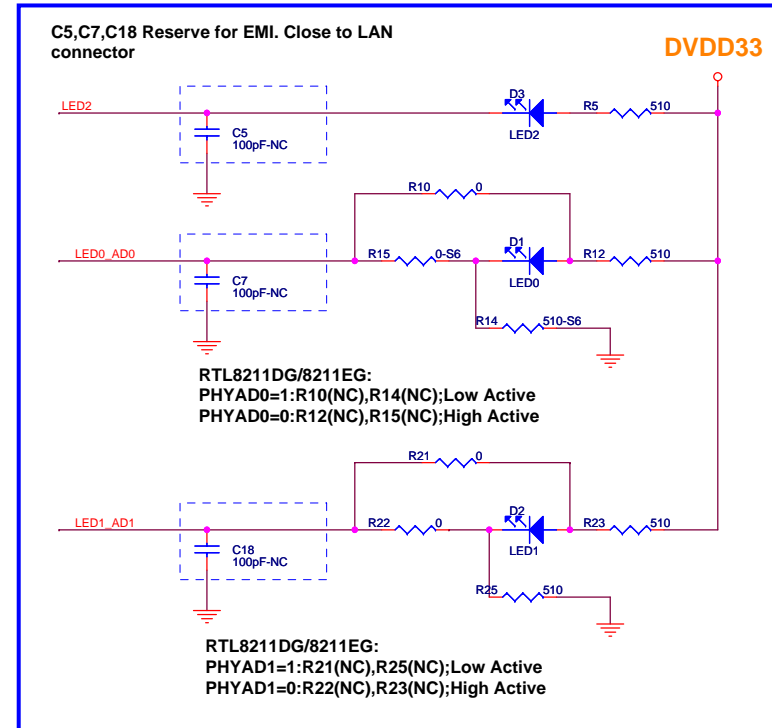 C5,C7,C18 Reserve for EMI. Close to LAN
connector
DVDD33
LED2
C5
100pF-NC
D3
LED2
R5
510
R10
0
LED0_AD0
C7
100pF-NC
R15
0-S6
D1
LED0
R12
510
R14
510-S6
RTL8211DG/8211EG:
PHYAD0=1:R10(NC),R14(NC);Low Active
PHYAD0=0:R12(NC),R15(NC);High Active
R21
0
LED1_AD1
C18
100pF-NC
R22
0
D2
LED1
R23
510
R25
510
RTL8211DG/8211EG:
PHYAD1=1:R21(NC),R25(NC);Low Active
PHYAD1=0:R22(NC),R23(NC);High Active